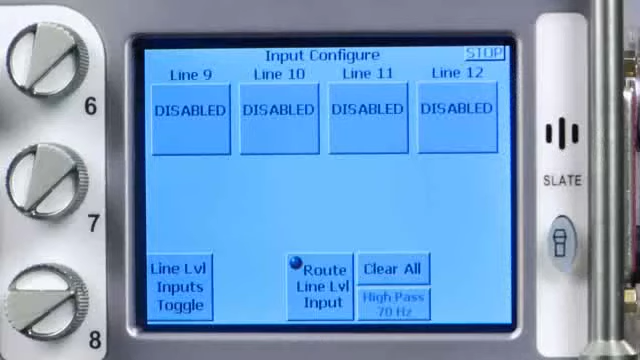 Input Configure
STOP
Line 9
Line 10
Line 11
Line 12
DISABLED
DISABLED
DISABLED
DISABLED
Line Lvl
Inputs
Toggle
Route
Line Lvl
Input
Clear All
High Pass
70 Hz
6
7
8
SLATE